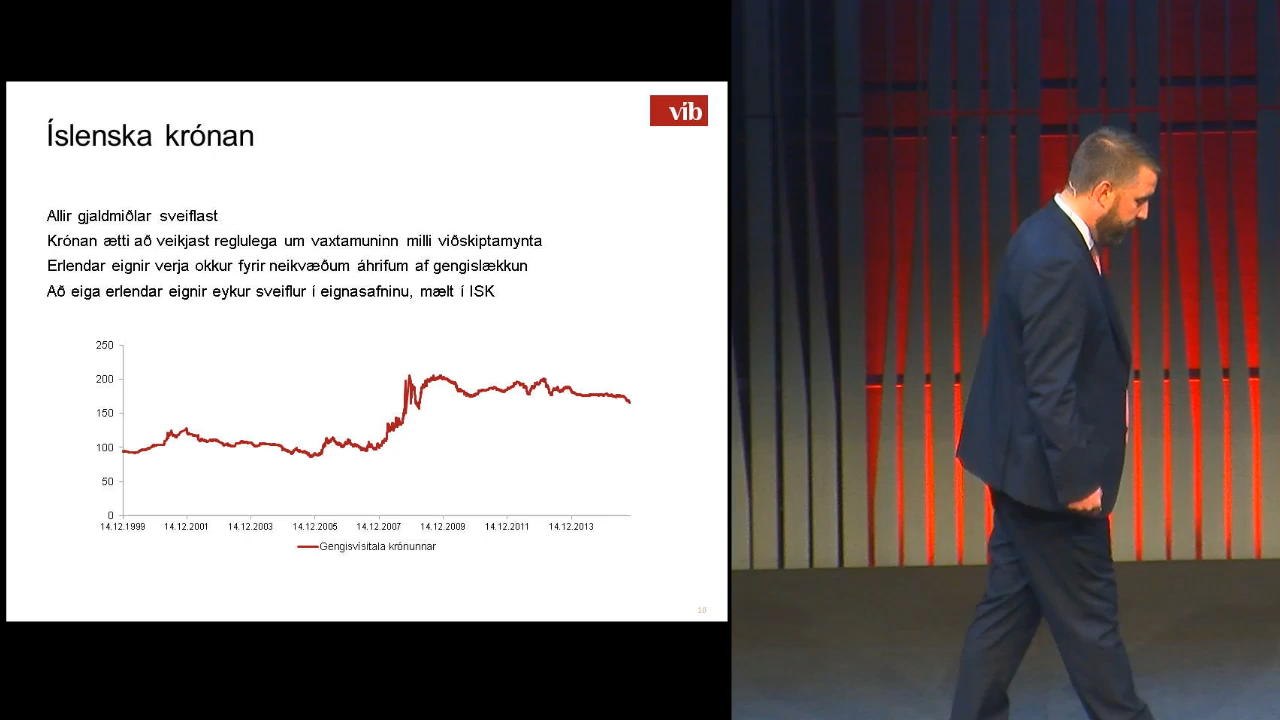 víb
Íslenska krónan
Allir gjaldmiðlar sveiflast
Krónan ætti að veikjast reglulega um vaxtamuninn milli viðskiptamynta
Erlendar eignir verja okkur fyrir neikvæðum áhrifum af gengislækkun
Að eiga erlendar eignir eykur sveiflur í eignasafninu, mælt í ISK
250
200
150
100
50
0
14.12.1999 14.12.2001 14.12.2003 14.12.2005 14.12.2007 14.12.2009 14.12.2011 14.12.2013
Gengisvísitala krónunnar
10